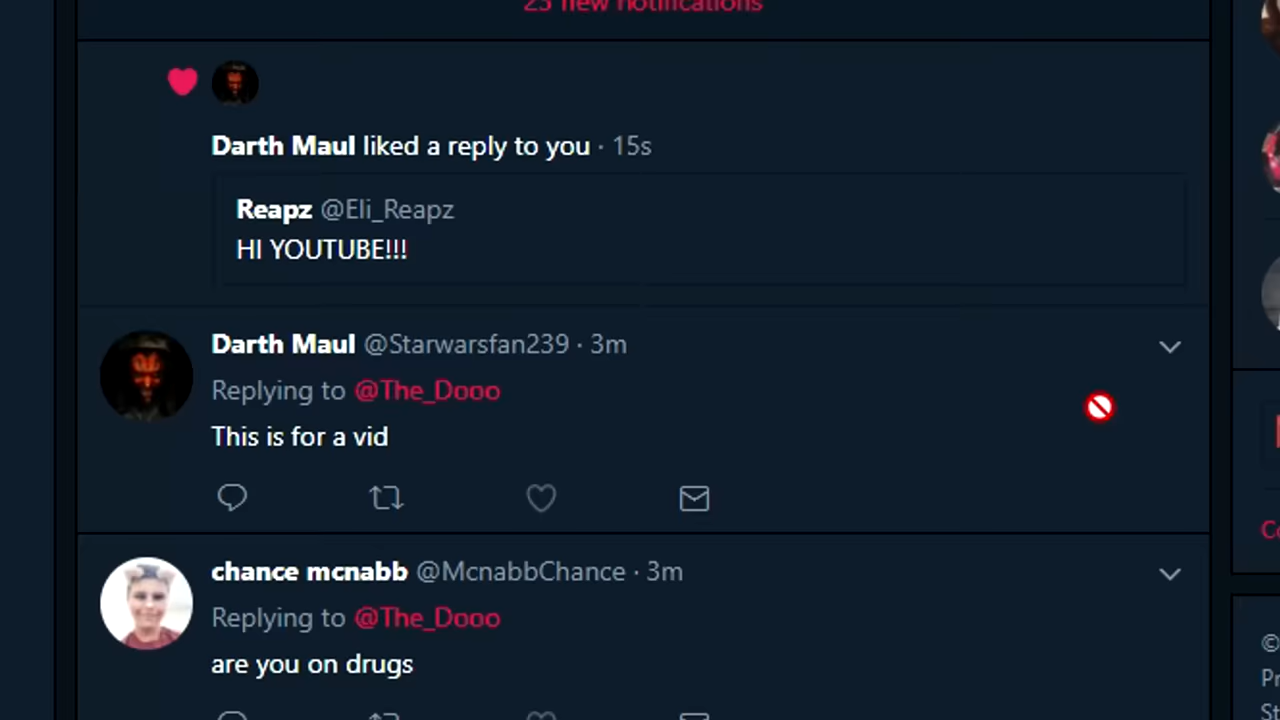 23 new notifications
Darth Maul liked a reply to you · 15s
Reapz @Eli_Reapz
HI YOUTUBE!!!
Darth Maul @Starwarsfan239 · 3m
Replying to @The_Dooo
This is for a vid
chance mcnabb @McnabbChance · 3m
Replying to @The_Dooo
are you on drugs
©